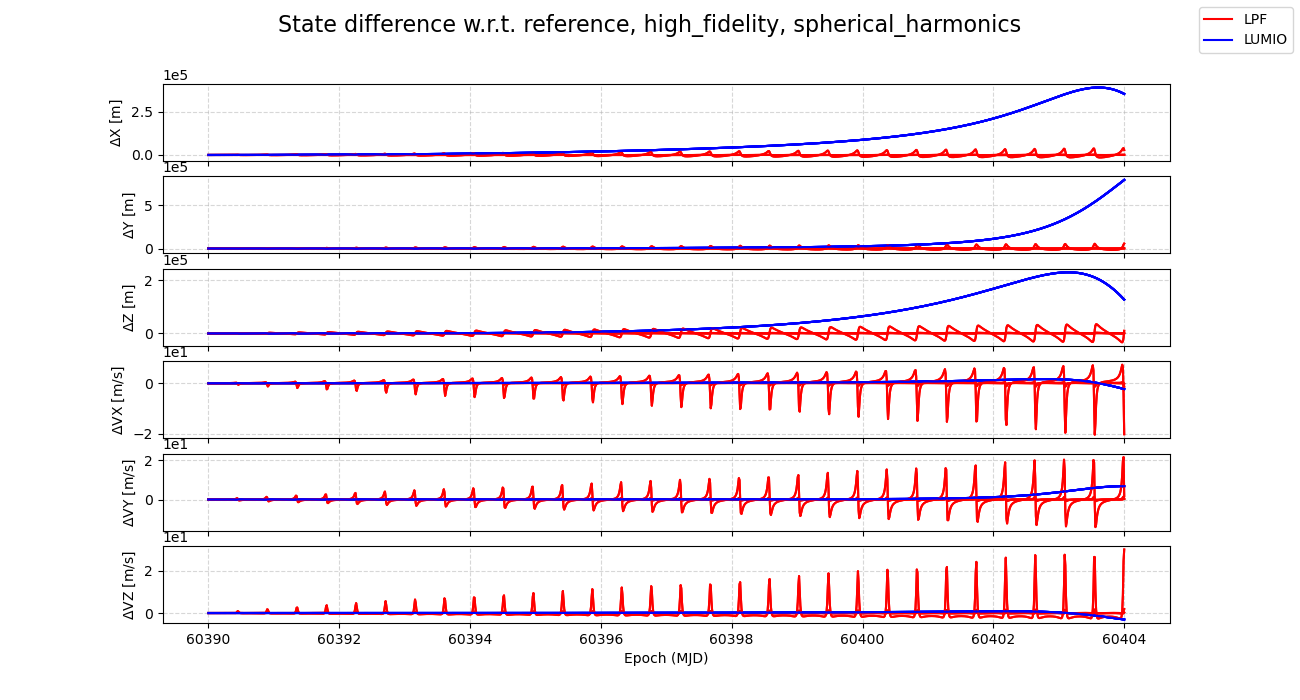 State difference w.r.t. reference, high_fidelity, spherical_harmonics
LPF
LUMIO
1e5
ΔX [m]
2.5
0.0
1e5
ΔY [m]
5
0
1e5
ΔZ [m]
2
0
1e1
ΔVX [m/s]
0
−2
1e1
ΔVY [m/s]
2
0
1e1
ΔVZ [m/s]
2
0
60390 60392 60394 60396 60398 60400 60402 60404
Epoch (MJD)